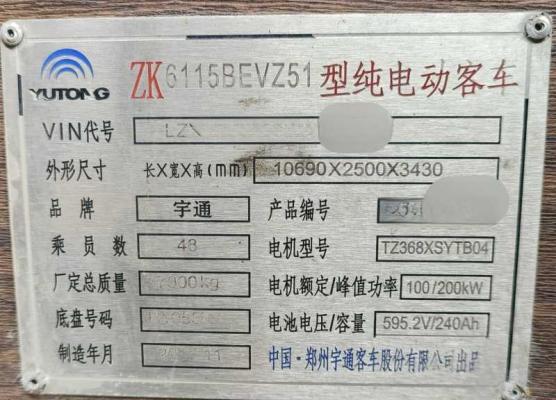 YUTONG ZK6115BEVZ51型纯电动客车
VIN代号
外形尺寸 长X宽X高(mm) 10690X2500X3430
品牌 宇通 产品编号
乘员数 48 电机型号 TZ368XSYTB04
厂定总质量 电机额定/峰值功率 100/200kW
底盘号码 电池电压/容量 595.2V/240Ah
制造年月 中国·郑州宇通客车股份有限公司出品